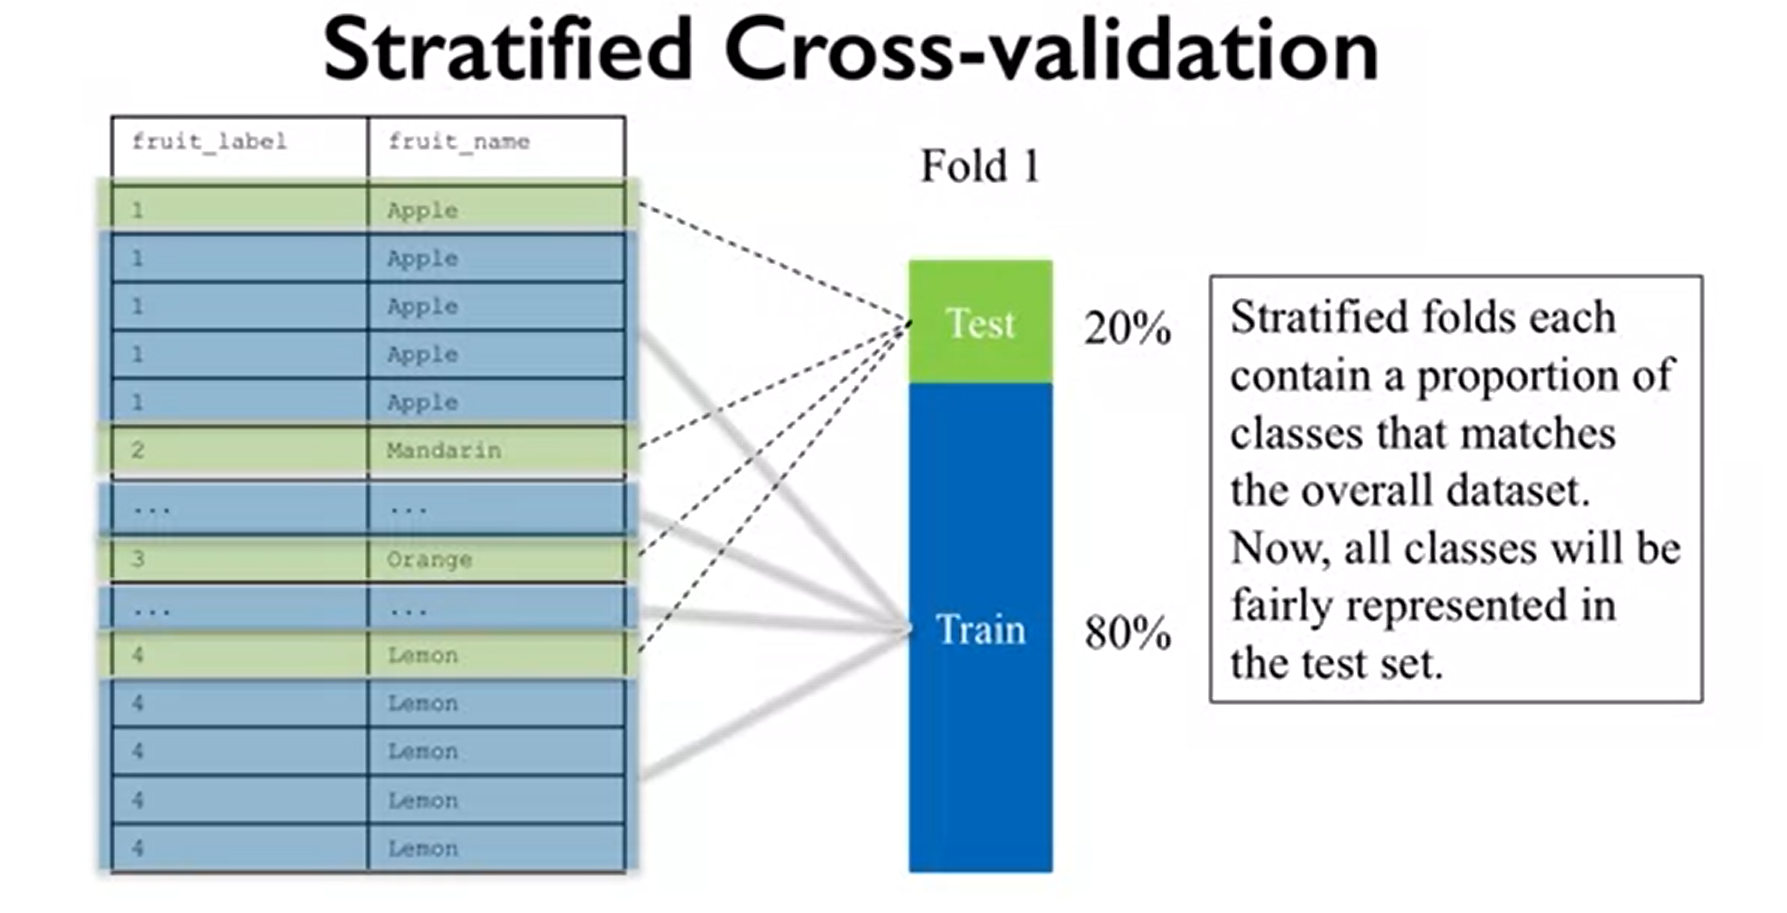 Stratified Cross-validation
fruit_label fruit_name
1 Apple
1 Apple
1 Apple
1 Apple
1 Apple
2 Mandarin
... ...
3 Orange
... ...
4 Lemon
4 Lemon
4 Lemon
4 Lemon
4 Lemon
Fold 1
Test 20%
Train 80%
Stratified folds each
contain a proportion of
classes that matches
the overall dataset.
Now, all classes will be
fairly represented in
the test set.